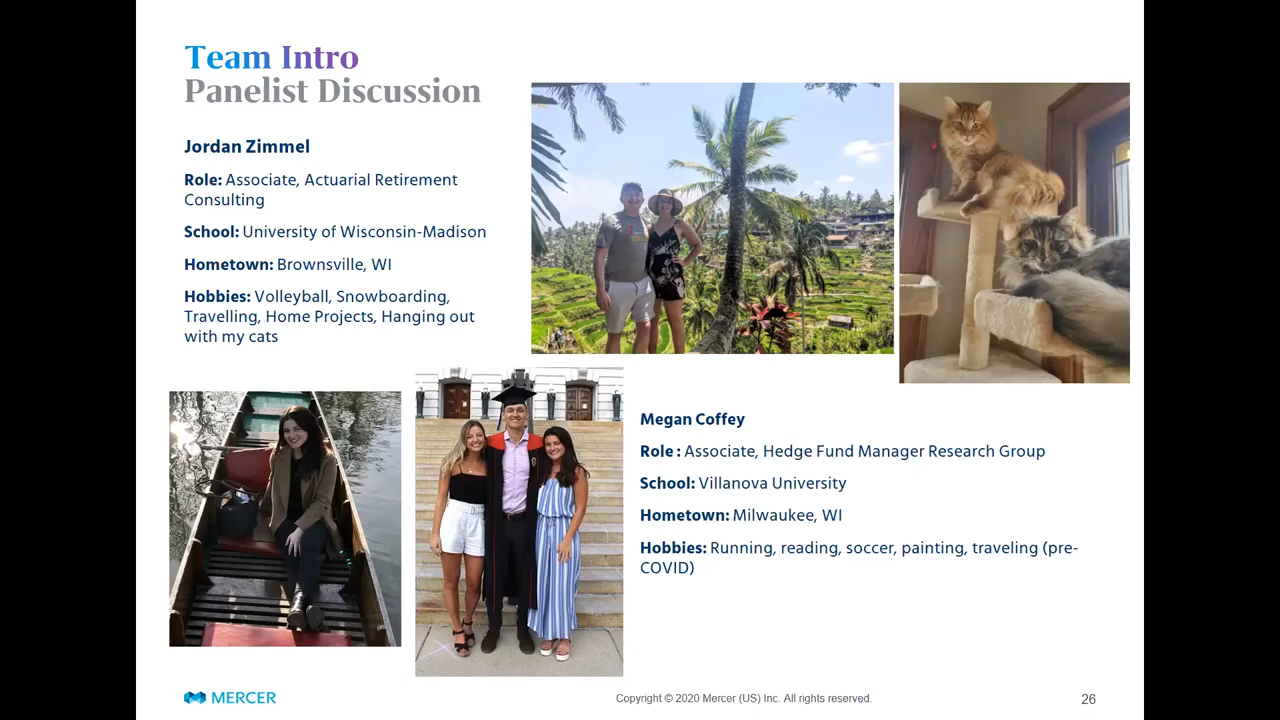 Team Intro
Panelist Discussion
Jordan Zimmel
Role: Associate, Actuarial Retirement
Consulting
School: University of Wisconsin-Madison
Hometown: Brownsville, WI
Hobbies: Volleyball, Snowboarding,
Travelling, Home Projects, Hanging out
with my cats
Megan Coffey
Role : Associate, Hedge Fund Manager Research Group
School: Villanova University
Hometown: Milwaukee, WI
Hobbies: Running, reading, soccer, painting, traveling (pre-
COVID)
MERCER
Copyright © 2020 Mercer (US) Inc. All rights reserved.
26